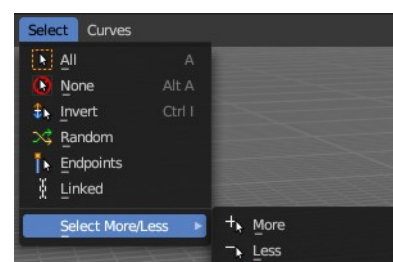 Select Curves
All A
None Alt A
Invert Ctrl I
Random
Endpoints
Linked
Select More/Less
More
Less